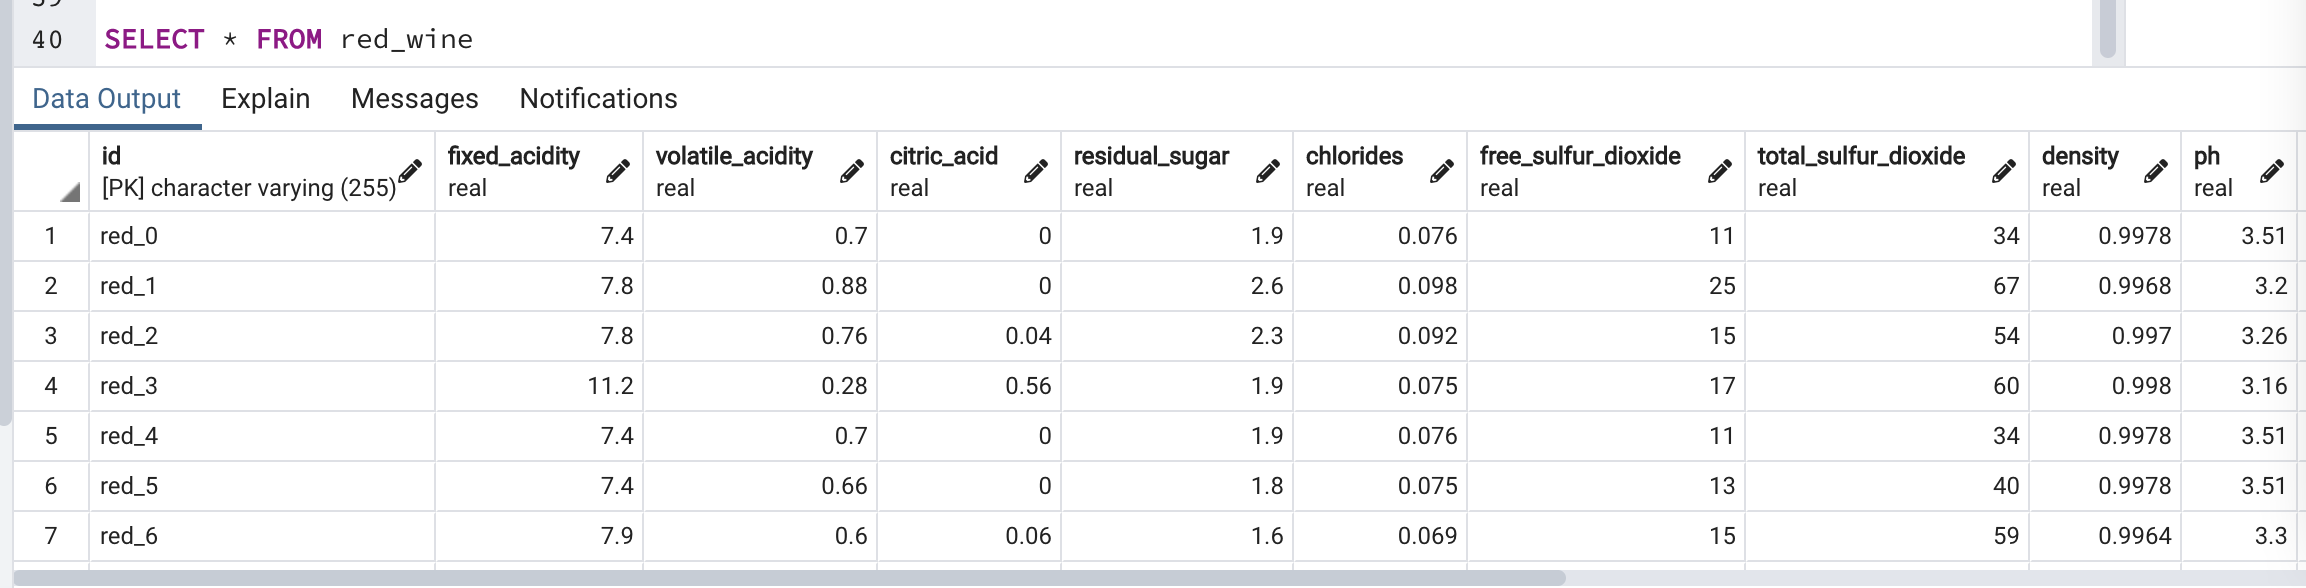 40 SELECT * FROM red_wine
Data Output Explain Messages Notifications
id fixed_acidity volatile_acidity citric_acid residual_sugar chlorides free_sulfur_dioxide total_sulfur_dioxide density ph
[PK] character varying (255) real real real real real real real real real
1 red_0 7.4 0.7 0 1.9 0.076 11 34 0.9978 3.51
2 red_1 7.8 0.88 0 2.6 0.098 25 67 0.9968 3.2
3 red_2 7.8 0.76 0.04 2.3 0.092 15 54 0.997 3.26
4 red_3 11.2 0.28 0.56 1.9 0.075 17 60 0.998 3.16
5 red_4 7.4 0.7 0 1.9 0.076 11 34 0.9978 3.51
6 red_5 7.4 0.66 0 1.8 0.075 13 40 0.9978 3.51
7 red_6 7.9 0.6 0.06 1.6 0.069 15 59 0.9964 3.3